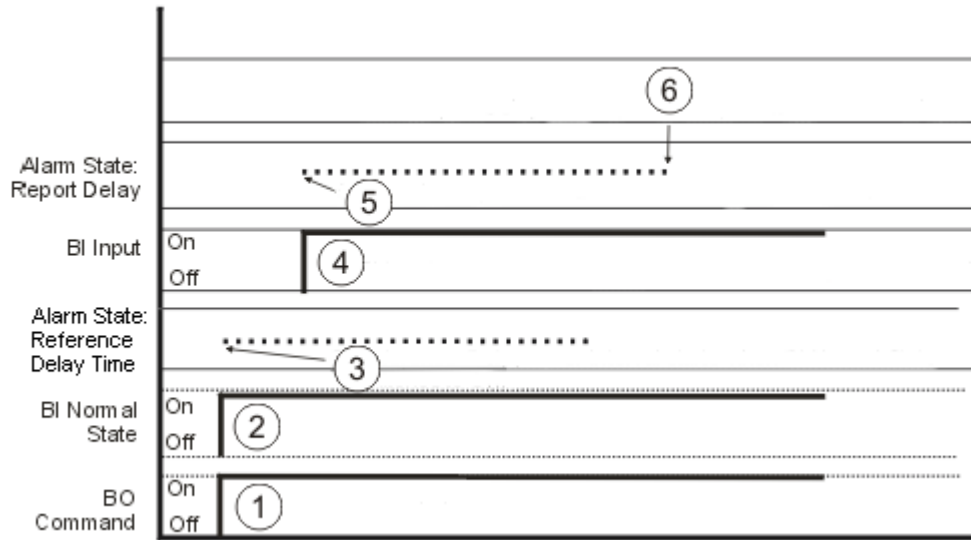 6
Alarm State:
Report Delay
5
BI Input
On
Off
4
Alarm State:
Reference
Delay Time
3
BI Normal
State
On
Off
2
BO
Command
On
Off
1